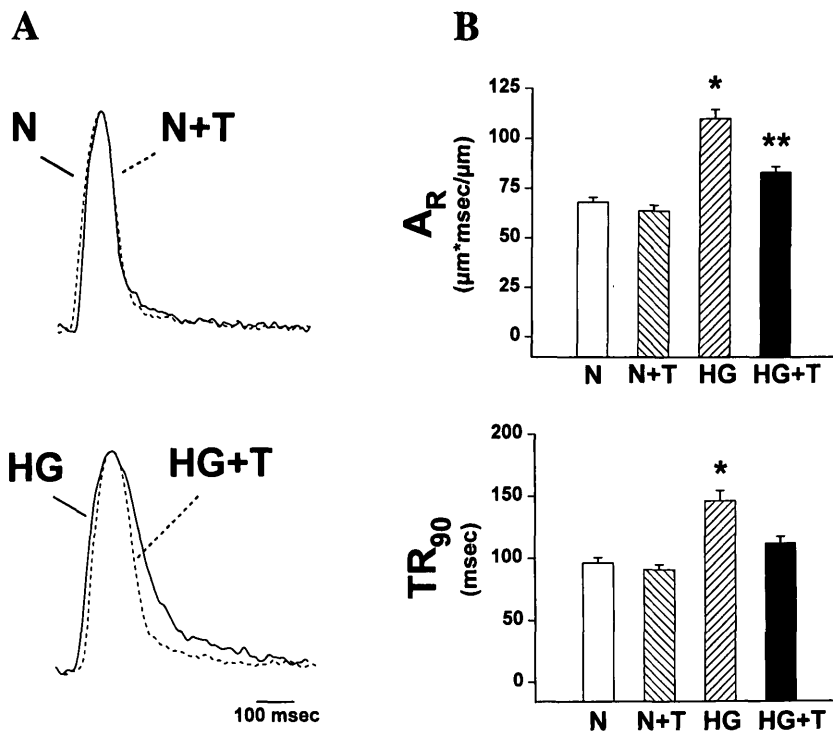 A
N N+T
HG HG+T
100 msec
B
A_R
(µm*msec/µm)
125
100
75
50
25
0
*
**
N N+T HG HG+T
TR_90
(msec)
200
150
100
50
0
*
N N+T HG HG+T